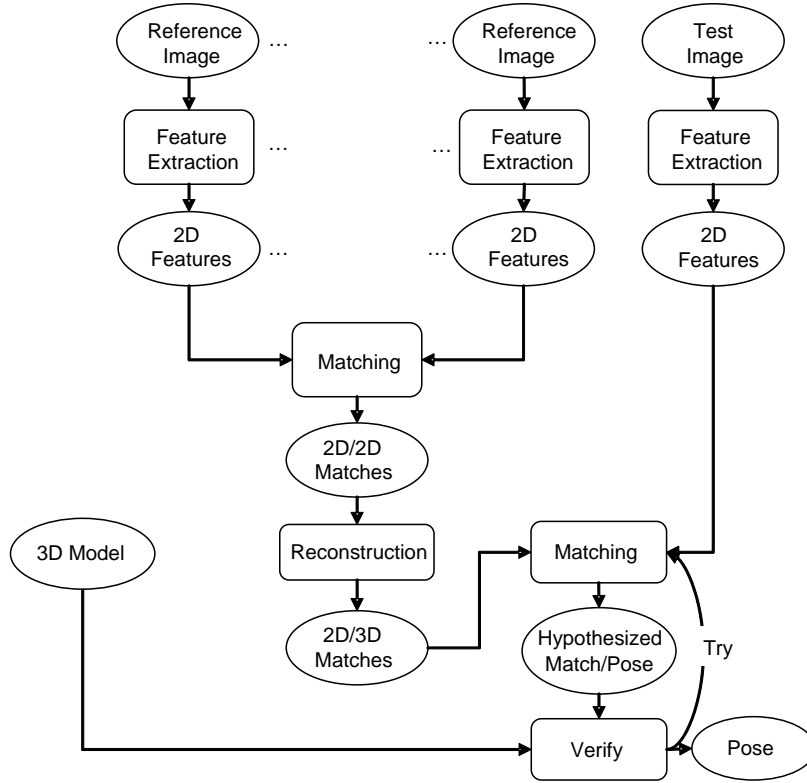 Reference
Image
…
…
Reference
Image
Test
Image
Feature
Extraction
…
…
Feature
Extraction
Feature
Extraction
2D
Features
…
…
2D
Features
2D
Features
Matching
2D/2D
Matches
3D Model
Reconstruction
Matching
2D/3D
Matches
Hypothesized
Match/Pose
Try
Verify
Pose